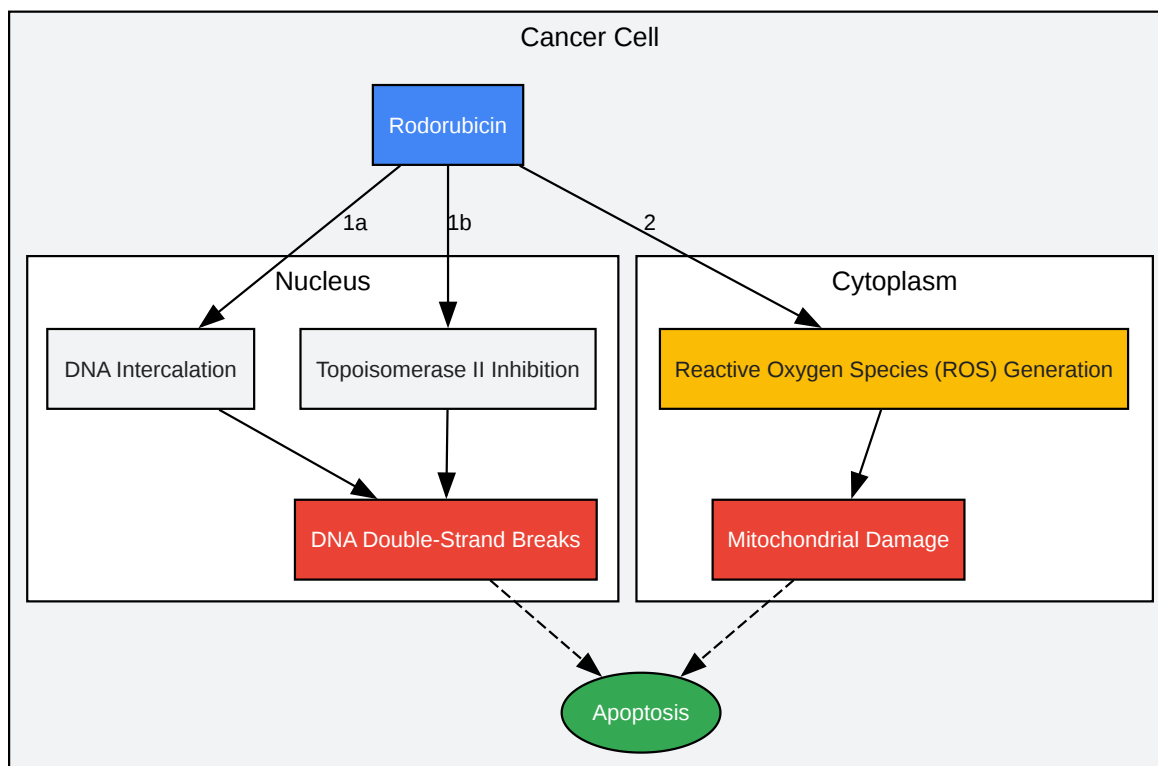 Cancer Cell
Rodorubicin
1a
1b
2
Nucleus
Cytoplasm
DNA Intercalation
Topoisomerase II Inhibition
Reactive Oxygen Species (ROS) Generation
DNA Double-Strand Breaks
Mitochondrial Damage
Apoptosis